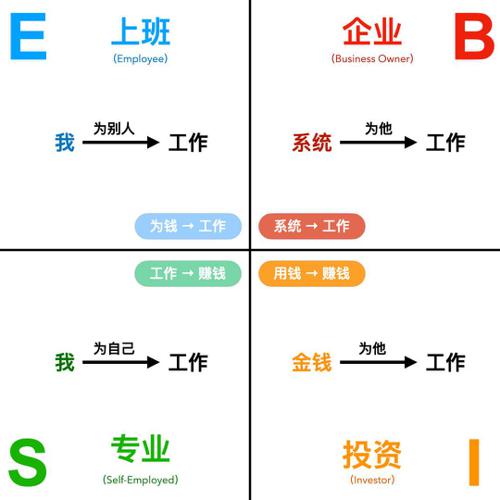 E
上班
(Employee)
为别人
我 → 工作
为钱 → 工作
企业
B
(Business Owner)
为他
系统 → 工作
系统 → 工作
工作 → 赚钱
为自己
我 → 工作
专业
S
(Self-Employed)
用钱 → 赚钱
为他
金钱 → 工作
投资
I
(Investor)